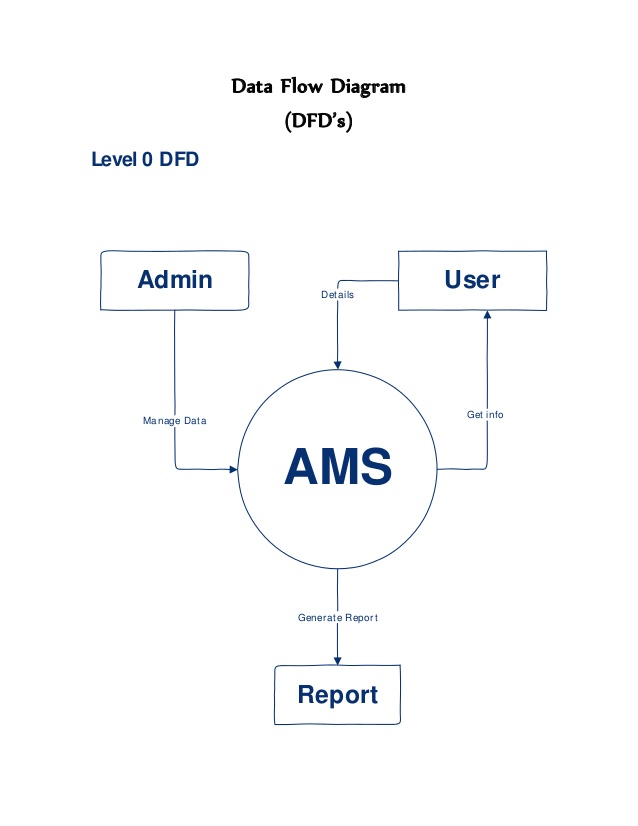 Data Flow Diagram
(DFD's)
Level 0 DFD
Admin
User
Details
Manage Data
Get info
AMS
Generate Report
Report